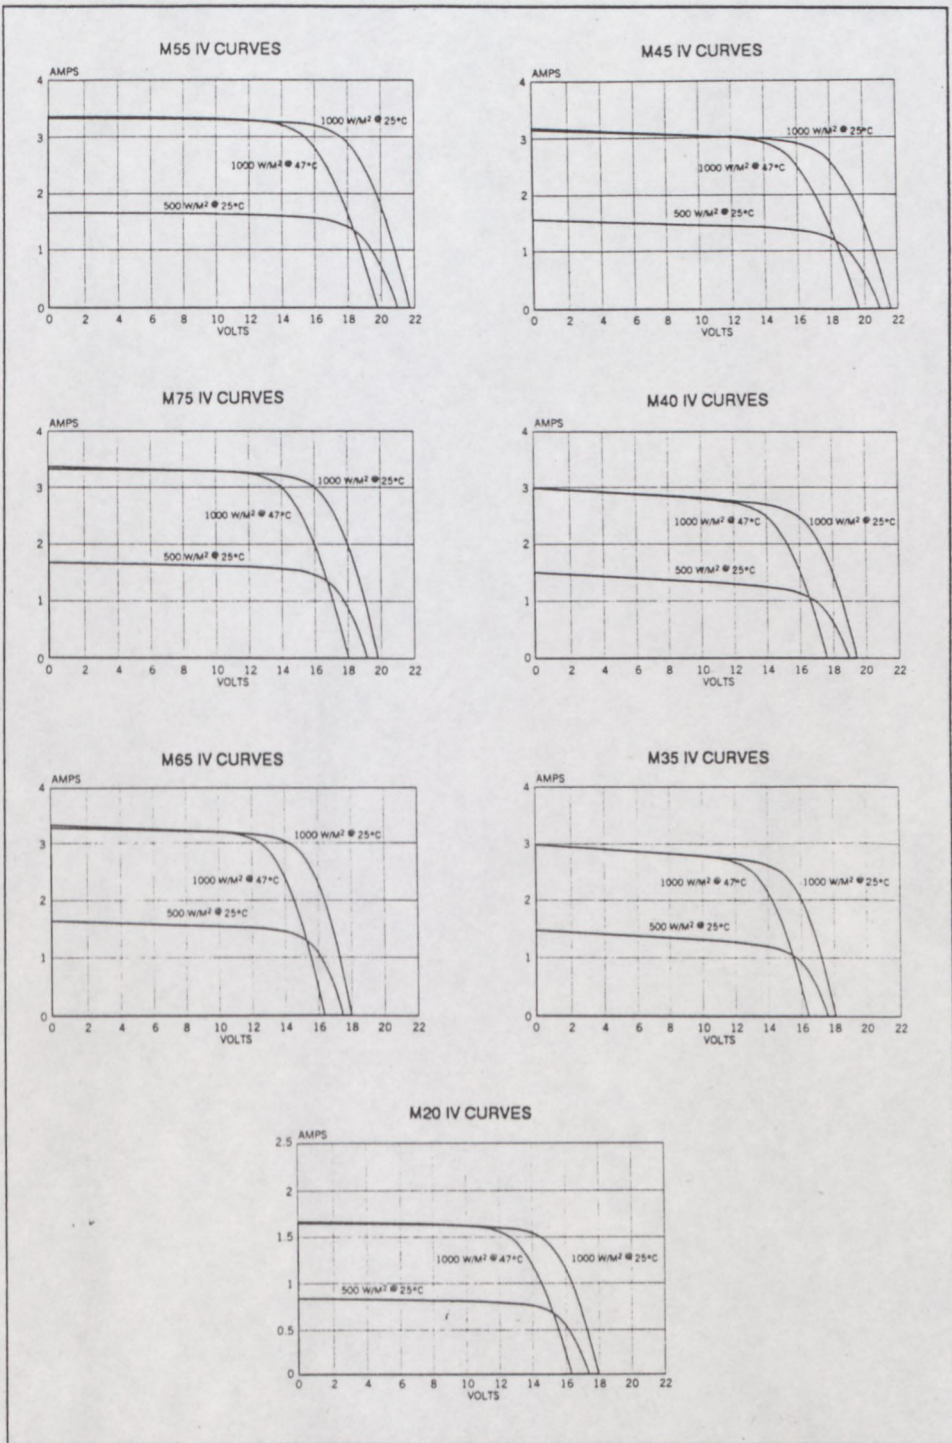 M55 IV CURVES
AMPS
4
3
2
1
0
1000 W/M² @ 25°C
1000 W/M² @ 47°C
500 W/M² @ 25°C
0 2 4 6 8 10 12 14 16 18 20 22
VOLTS
M45 IV CURVES
AMPS
4
3
2
1
0
1000 W/M² @ 25°C
1000 W/M² @ 47°C
500 W/M² @ 25°C
0 2 4 6 8 10 12 14 16 18 20 22
VOLTS
M75 IV CURVES
AMPS
4
3
2
1
0
1000 W/M² @ 25°C
1000 W/M² @ 47°C
500 W/M² @ 25°C
0 2 4 6 8 10 12 14 16 18 20 22
VOLTS
M40 IV CURVES
AMPS
4
3
2
1
0
1000 W/M² @ 47°C
1000 W/M² @ 25°C
500 W/M² @ 25°C
0 2 4 6 8 10 12 14 16 18 20 22
VOLTS
M65 IV CURVES
AMPS
4
3
2
1
0
1000 W/M² @ 25°C
1000 W/M² @ 47°C
500 W/M² @ 25°C
0 2 4 6 8 10 12 14 16 18 20 22
VOLTS
M35 IV CURVES
AMPS
4
3
2
1
0
1000 W/M² @ 47°C
1000 W/M² @ 25°C
500 W/M² @ 25°C
0 2 4 6 8 10 12 14 16 18 20 22
VOLTS
M20 IV CURVES
AMPS
2.5
2
1.5
1
0.5
0
1000 W/M² @ 47°C
1000 W/M² @ 25°C
500 W/M² @ 25°C
0 2 4 6 8 10 12 14 16 18 20 22
VOLTS